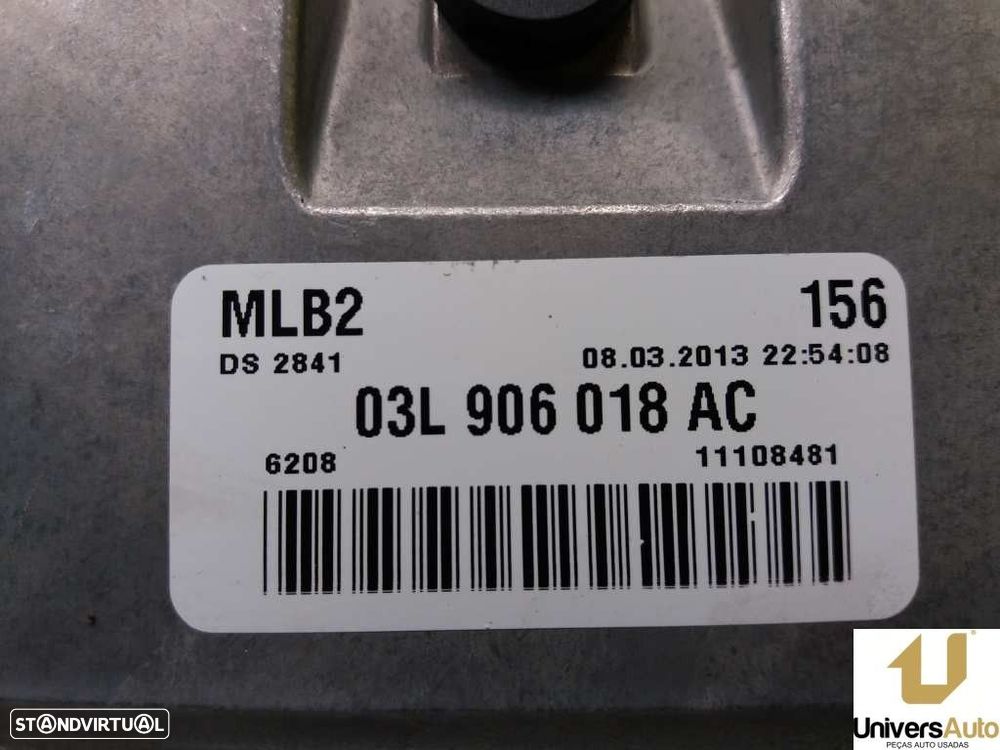 MLB2 156
DS 2841 08.03.2013 22:54:08
03L 906 018 AC
6208 11108481
STANDVIRTUAL
UniversAuto
PEÇAS AUTO USADAS